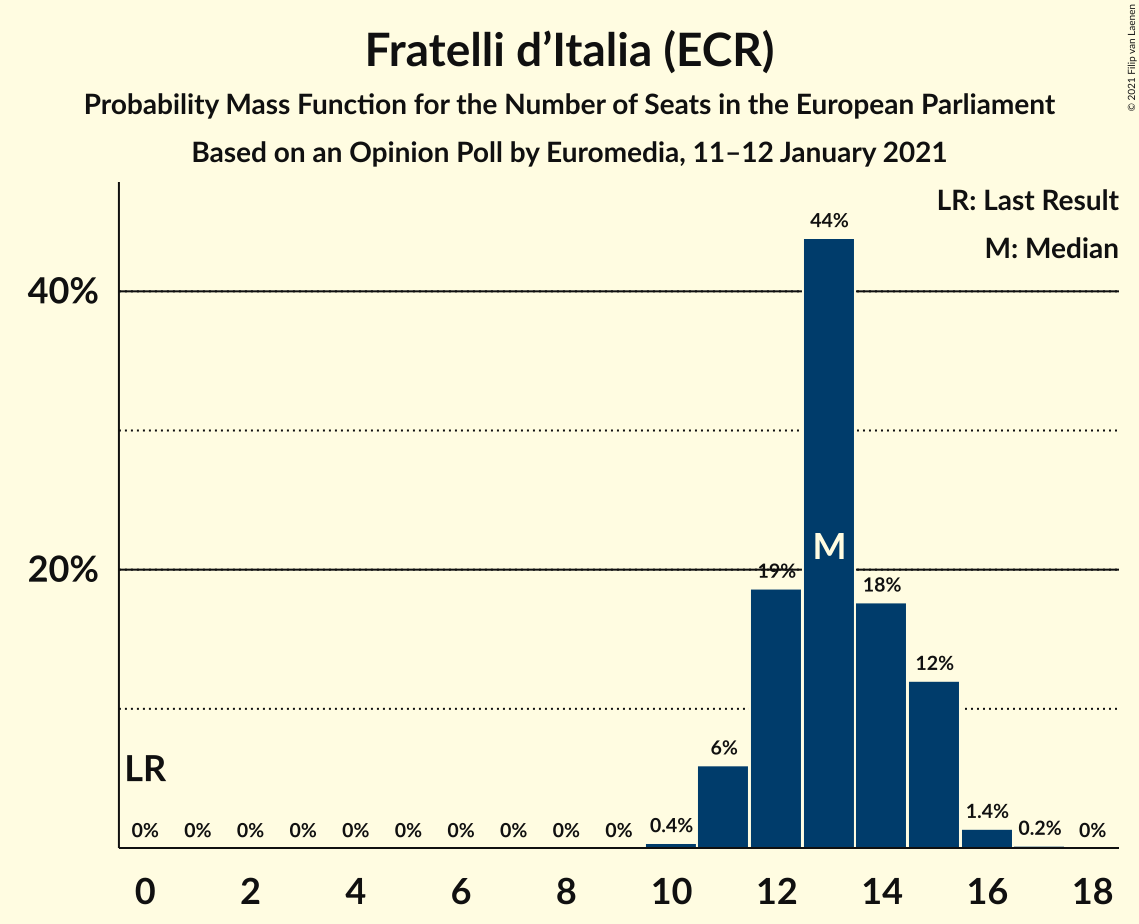 Fratelli d’Italia (ECR)
Probability Mass Function for the Number of Seats in the European Parliament
Based on an Opinion Poll by Euromedia, 11–12 January 2021
© 2021 Filip van Laenen
LR: Last Result
M: Median
44%
40%
M
20%
19%
18%
12%
6%
LR
0% 0% 0% 0% 0% 0% 0% 0% 0% 0% 0.4% 1.4% 0.2% 0%
0 2 4 6 8 10 12 14 16 18